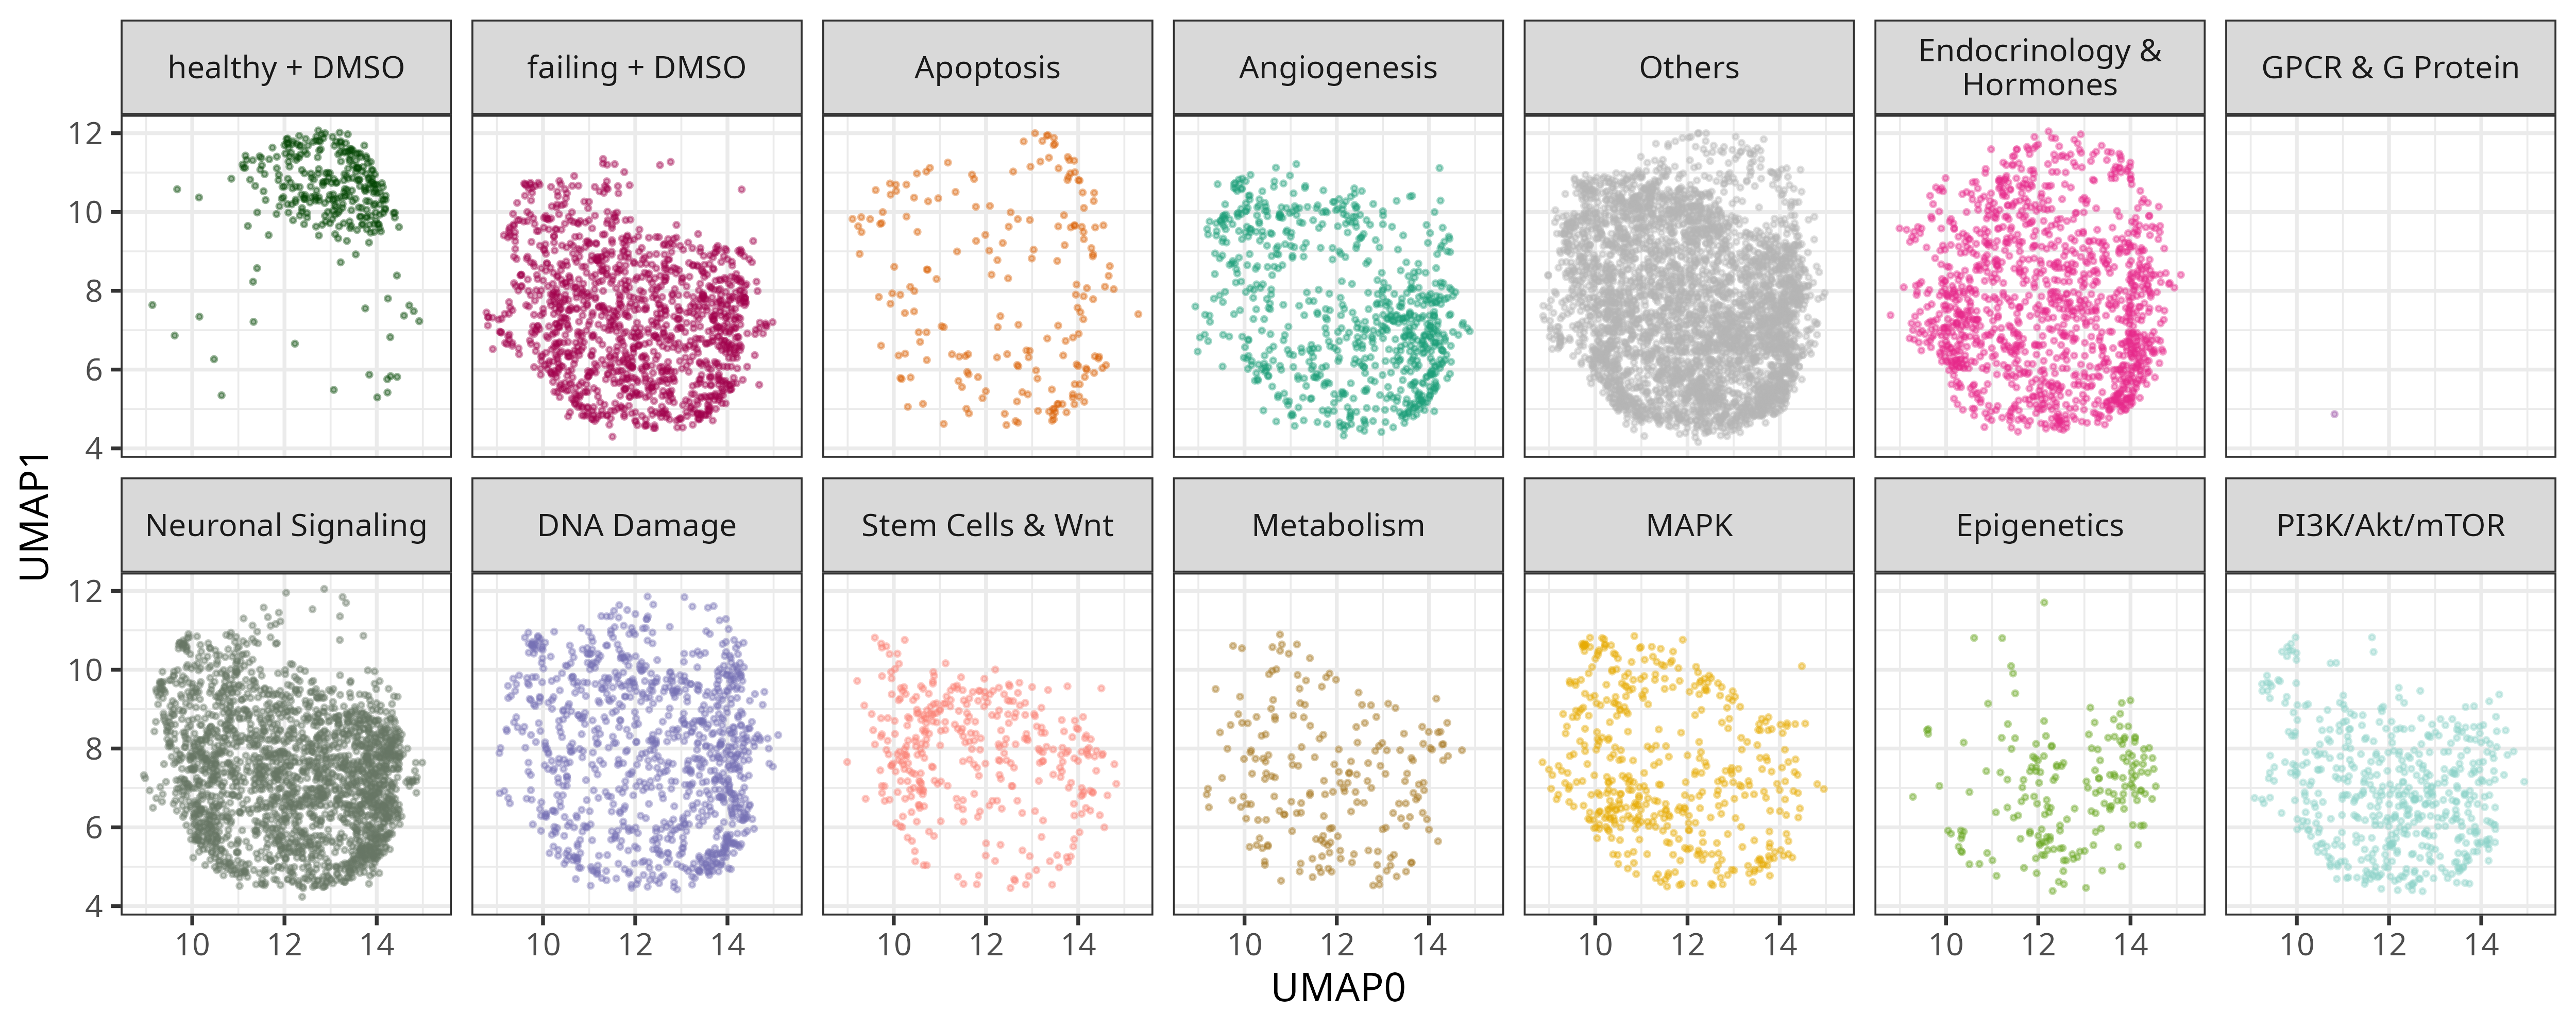 healthy + DMSO
failing + DMSO
Apoptosis
Angiogenesis
Others
Endocrinology &
Hormones
GPCR & G Protein
12
10
8
6
4
Neuronal Signaling
DNA Damage
Stem Cells & Wnt
Metabolism
MAPK
Epigenetics
PI3K/Akt/mTOR
12
10
8
6
4
10 12 14
10 12 14
10 12 14
10 12 14
10 12 14
10 12 14
10 12 14
UMAP1
UMAP0